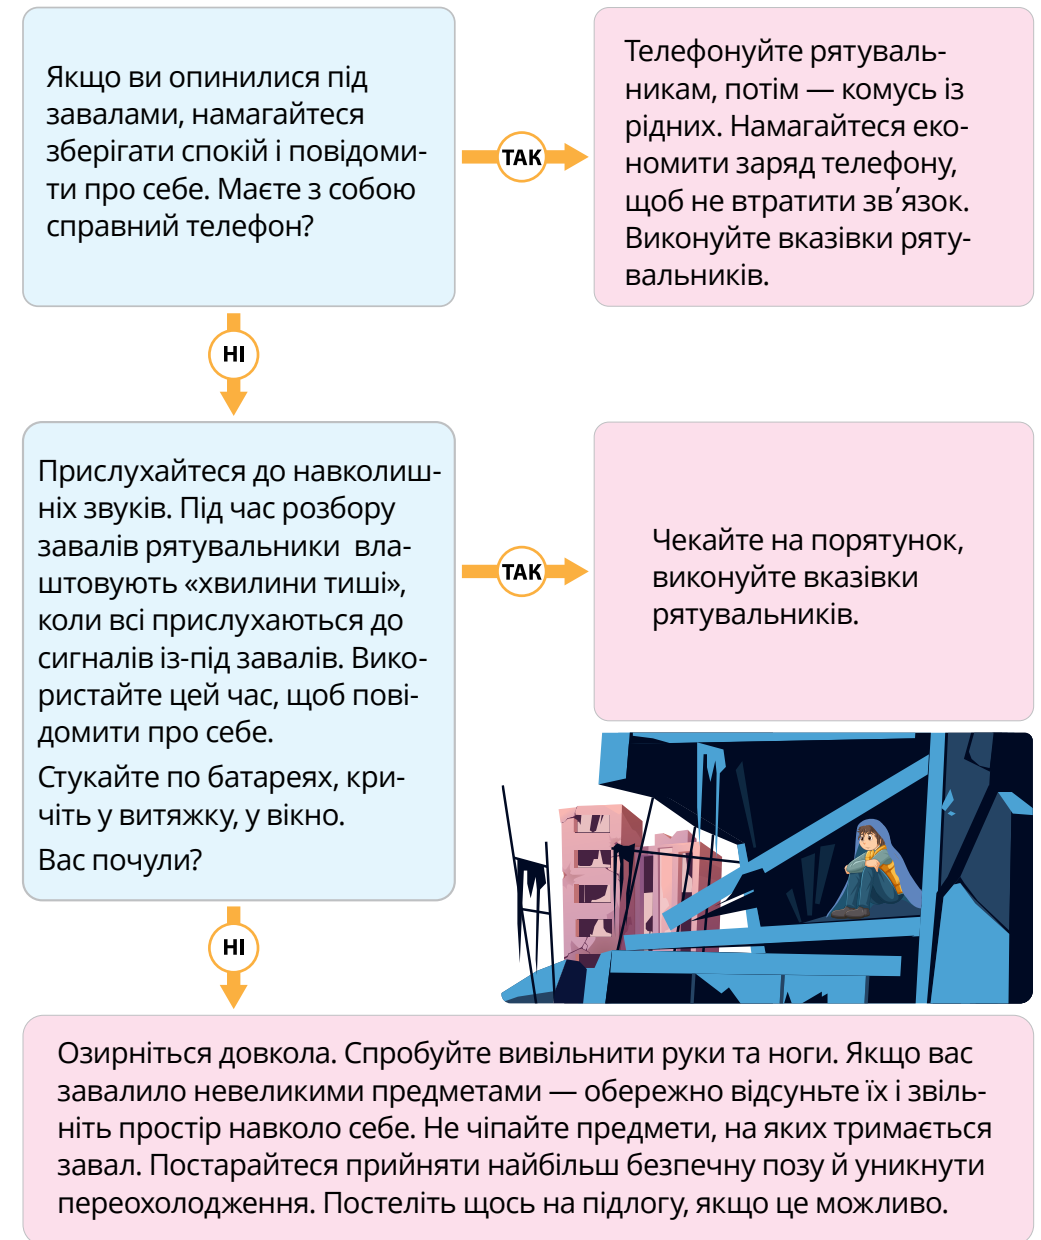 Якщо ви опинилися під
завалами, намагайтеся
зберігати спокій і повідоми-
ти про себе. Маєте з собою
справний телефон?
ТАК
Телефонуйте рятуваль-
никам, потім — комусь із
рідних. Намагайтеся еко-
номити заряд телефону,
щоб не втратити зв’язок.
Виконуйте вказівки ряту-
вальників.
НІ
Прислухайтеся до навколиш-
ніх звуків. Під час розбору
завалів рятувальники вла-
штовують «хвилини тиші»,
коли всі прислухаються до
сигналів із-під завалів. Вико-
ристайте цей час, щоб пові-
домити про себе.
Стукайте по батареях, кри-
чіть у витяжку, у вікно.
Вас почули?
ТАК
Чекайте на порятунок,
виконуйте вказівки
рятувальників.
НІ
Озирніться довкола. Спробуйте вивільнити руки та ноги. Якщо вас
завалило невеликими предметами — обережно відсуньте їх і звіль-
ніть простір навколо себе. Не чіпайте предмети, на яких тримається
завал. Постарайтеся прийняти найбільш безпечну позу й уникнути
переохолодження. Постеліть щось на підлогу, якщо це можливо.